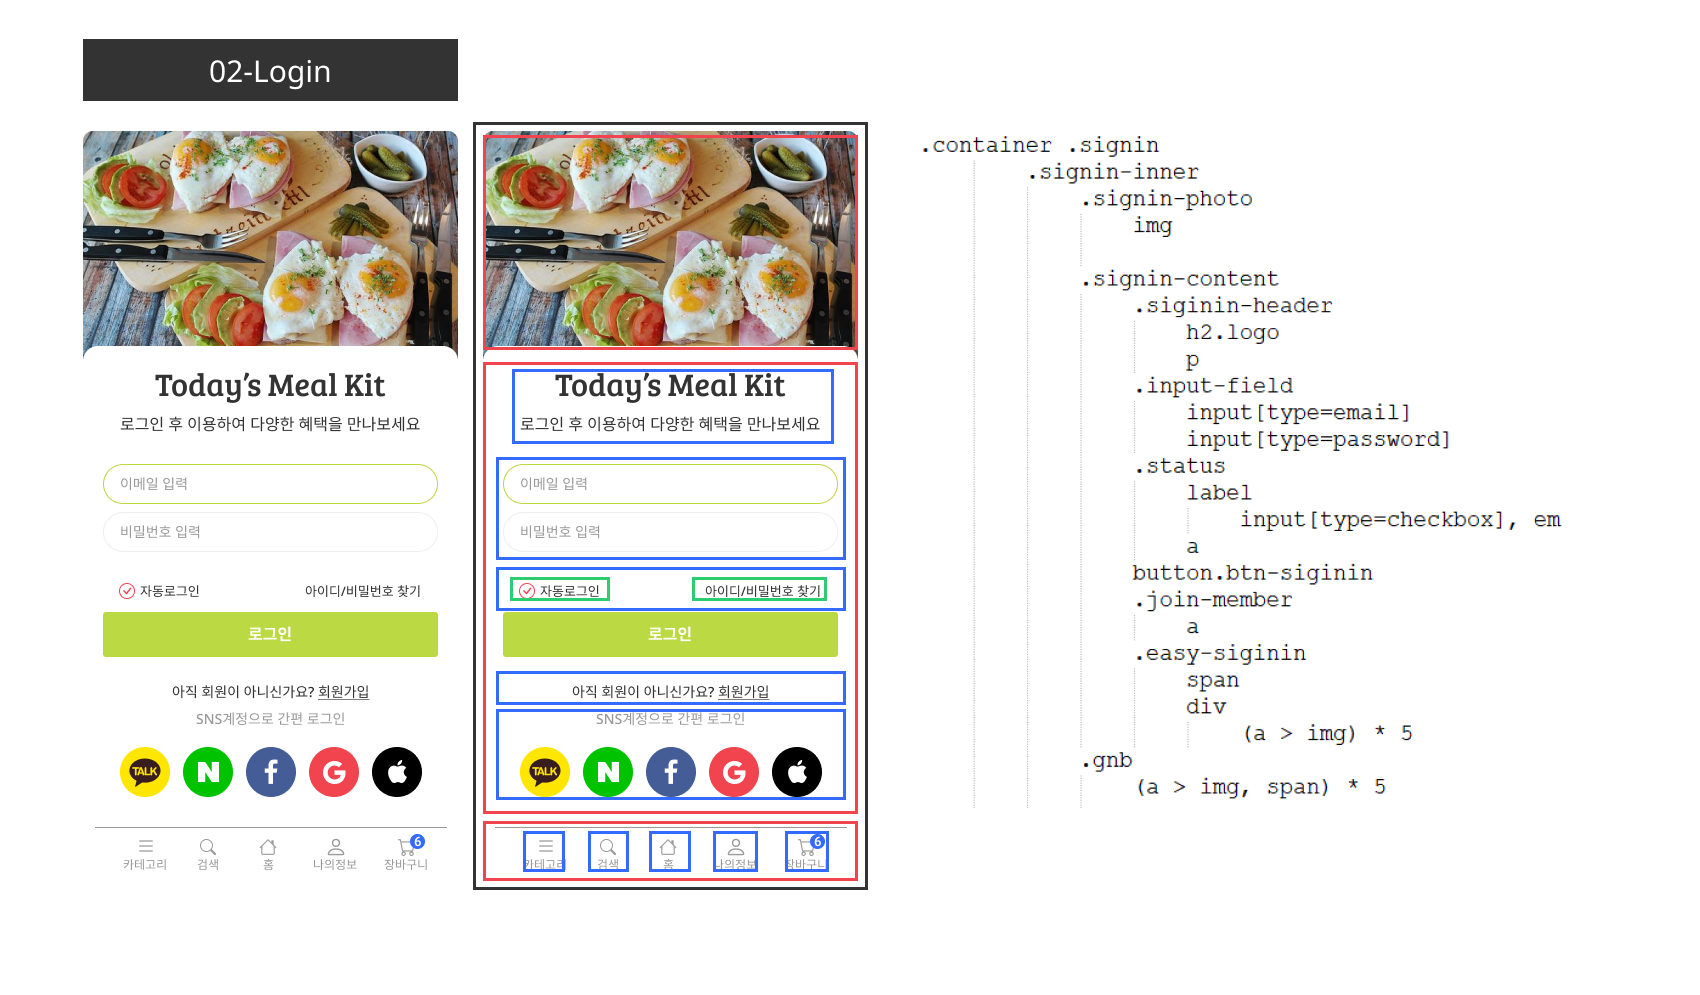 02-Login
Today’s Meal Kit
로그인 후 이용하여 다양한 혜택을 만나보세요
이메일 입력
비밀번호 입력
자동로그인 아이디/비밀번호 찾기
로그인
아직 회원이 아니신가요? 회원가입
SNS계정으로 간편 로그인
TALK N f G
6
카테고리 검색 홈 나의정보 장바구니
Today’s Meal Kit
로그인 후 이용하여 다양한 혜택을 만나보세요
이메일 입력
비밀번호 입력
자동로그인 아이디/비밀번호 찾기
로그인
아직 회원이 아니신가요? 회원가입
SNS계정으로 간편 로그인
TALK N f G
6
카테고리 검색 홈 나의정보 장바구니
.container .signin
.signin-inner
.signin-photo
img
.signin-content
.siginin-header
h2.logo
p
.input-field
input[type=email]
input[type=password]
.status
label
input[type=checkbox], em
a
button.btn-siginin
.join-member
a
.easy-siginin
span
div
(a > img) * 5
.gnb
(a > img, span) * 5